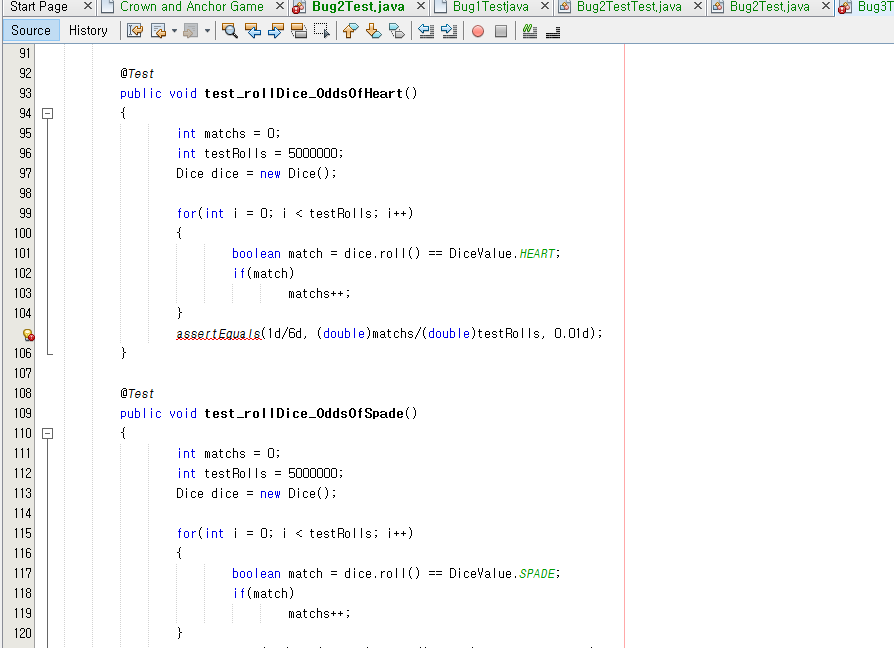 Start Page Crown and Anchor Game Bug2Test.java Bug1Testjava Bug2TestTest.java Bug2Test.java Bug3T
Source History
91
92 @Test
93 public void test_rollDice_OddsOfHeart()
94 {
95 int matchs = 0;
96 int testRolls = 5000000;
97 Dice dice = new Dice();
98
99 for(int i = 0; i < testRolls; i++)
100 {
101 boolean match = dice.roll() == DiceValue.HEART;
102 if(match)
103 matchs++;
104 }
assertEquals(1d/6d, (double)matchs/(double)testRolls, 0.01d);
106 }
107
108 @Test
109 public void test_rollDice_OddsOfSpade()
110 {
111 int matchs = 0;
112 int testRolls = 5000000;
113 Dice dice = new Dice();
114
115 for(int i = 0; i < testRolls; i++)
116 {
117 boolean match = dice.roll() == DiceValue.SPADE;
118 if(match)
119 matchs++;
120 }